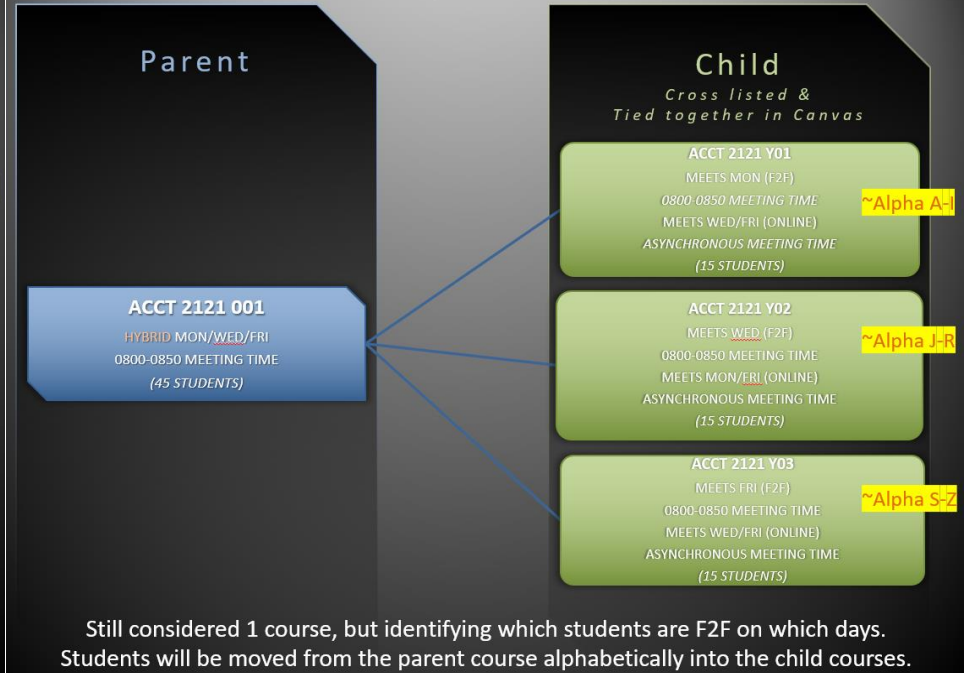 Parent
ACCT 2121 001
HYBRID MON/WED/FRI
0800-0850 MEETING TIME
(45 STUDENTS)
Child
Cross listed &
Tied together in Canvas
ACCT 2121 Y01
MEETS MON (F2F)
0800-0850 MEETING TIME
MEETS WED/FRI (ONLINE)
ASYNCHRONOUS MEETING TIME
(15 STUDENTS)
~Alpha A-I
ACCT 2121 Y02
MEETS WED (F2F)
0800-0850 MEETING TIME
MEETS MON/FRI (ONLINE)
ASYNCHRONOUS MEETING TIME
(15 STUDENTS)
~Alpha J-R
ACCT 2121 Y03
MEETS FRI (F2F)
0800-0850 MEETING TIME
MEETS WED/FRI (ONLINE)
ASYNCHRONOUS MEETING TIME
(15 STUDENTS)
~Alpha S-Z
Still considered 1 course, but identifying which students are F2F on which days.
Students will be moved from the parent course alphabetically into the child courses.